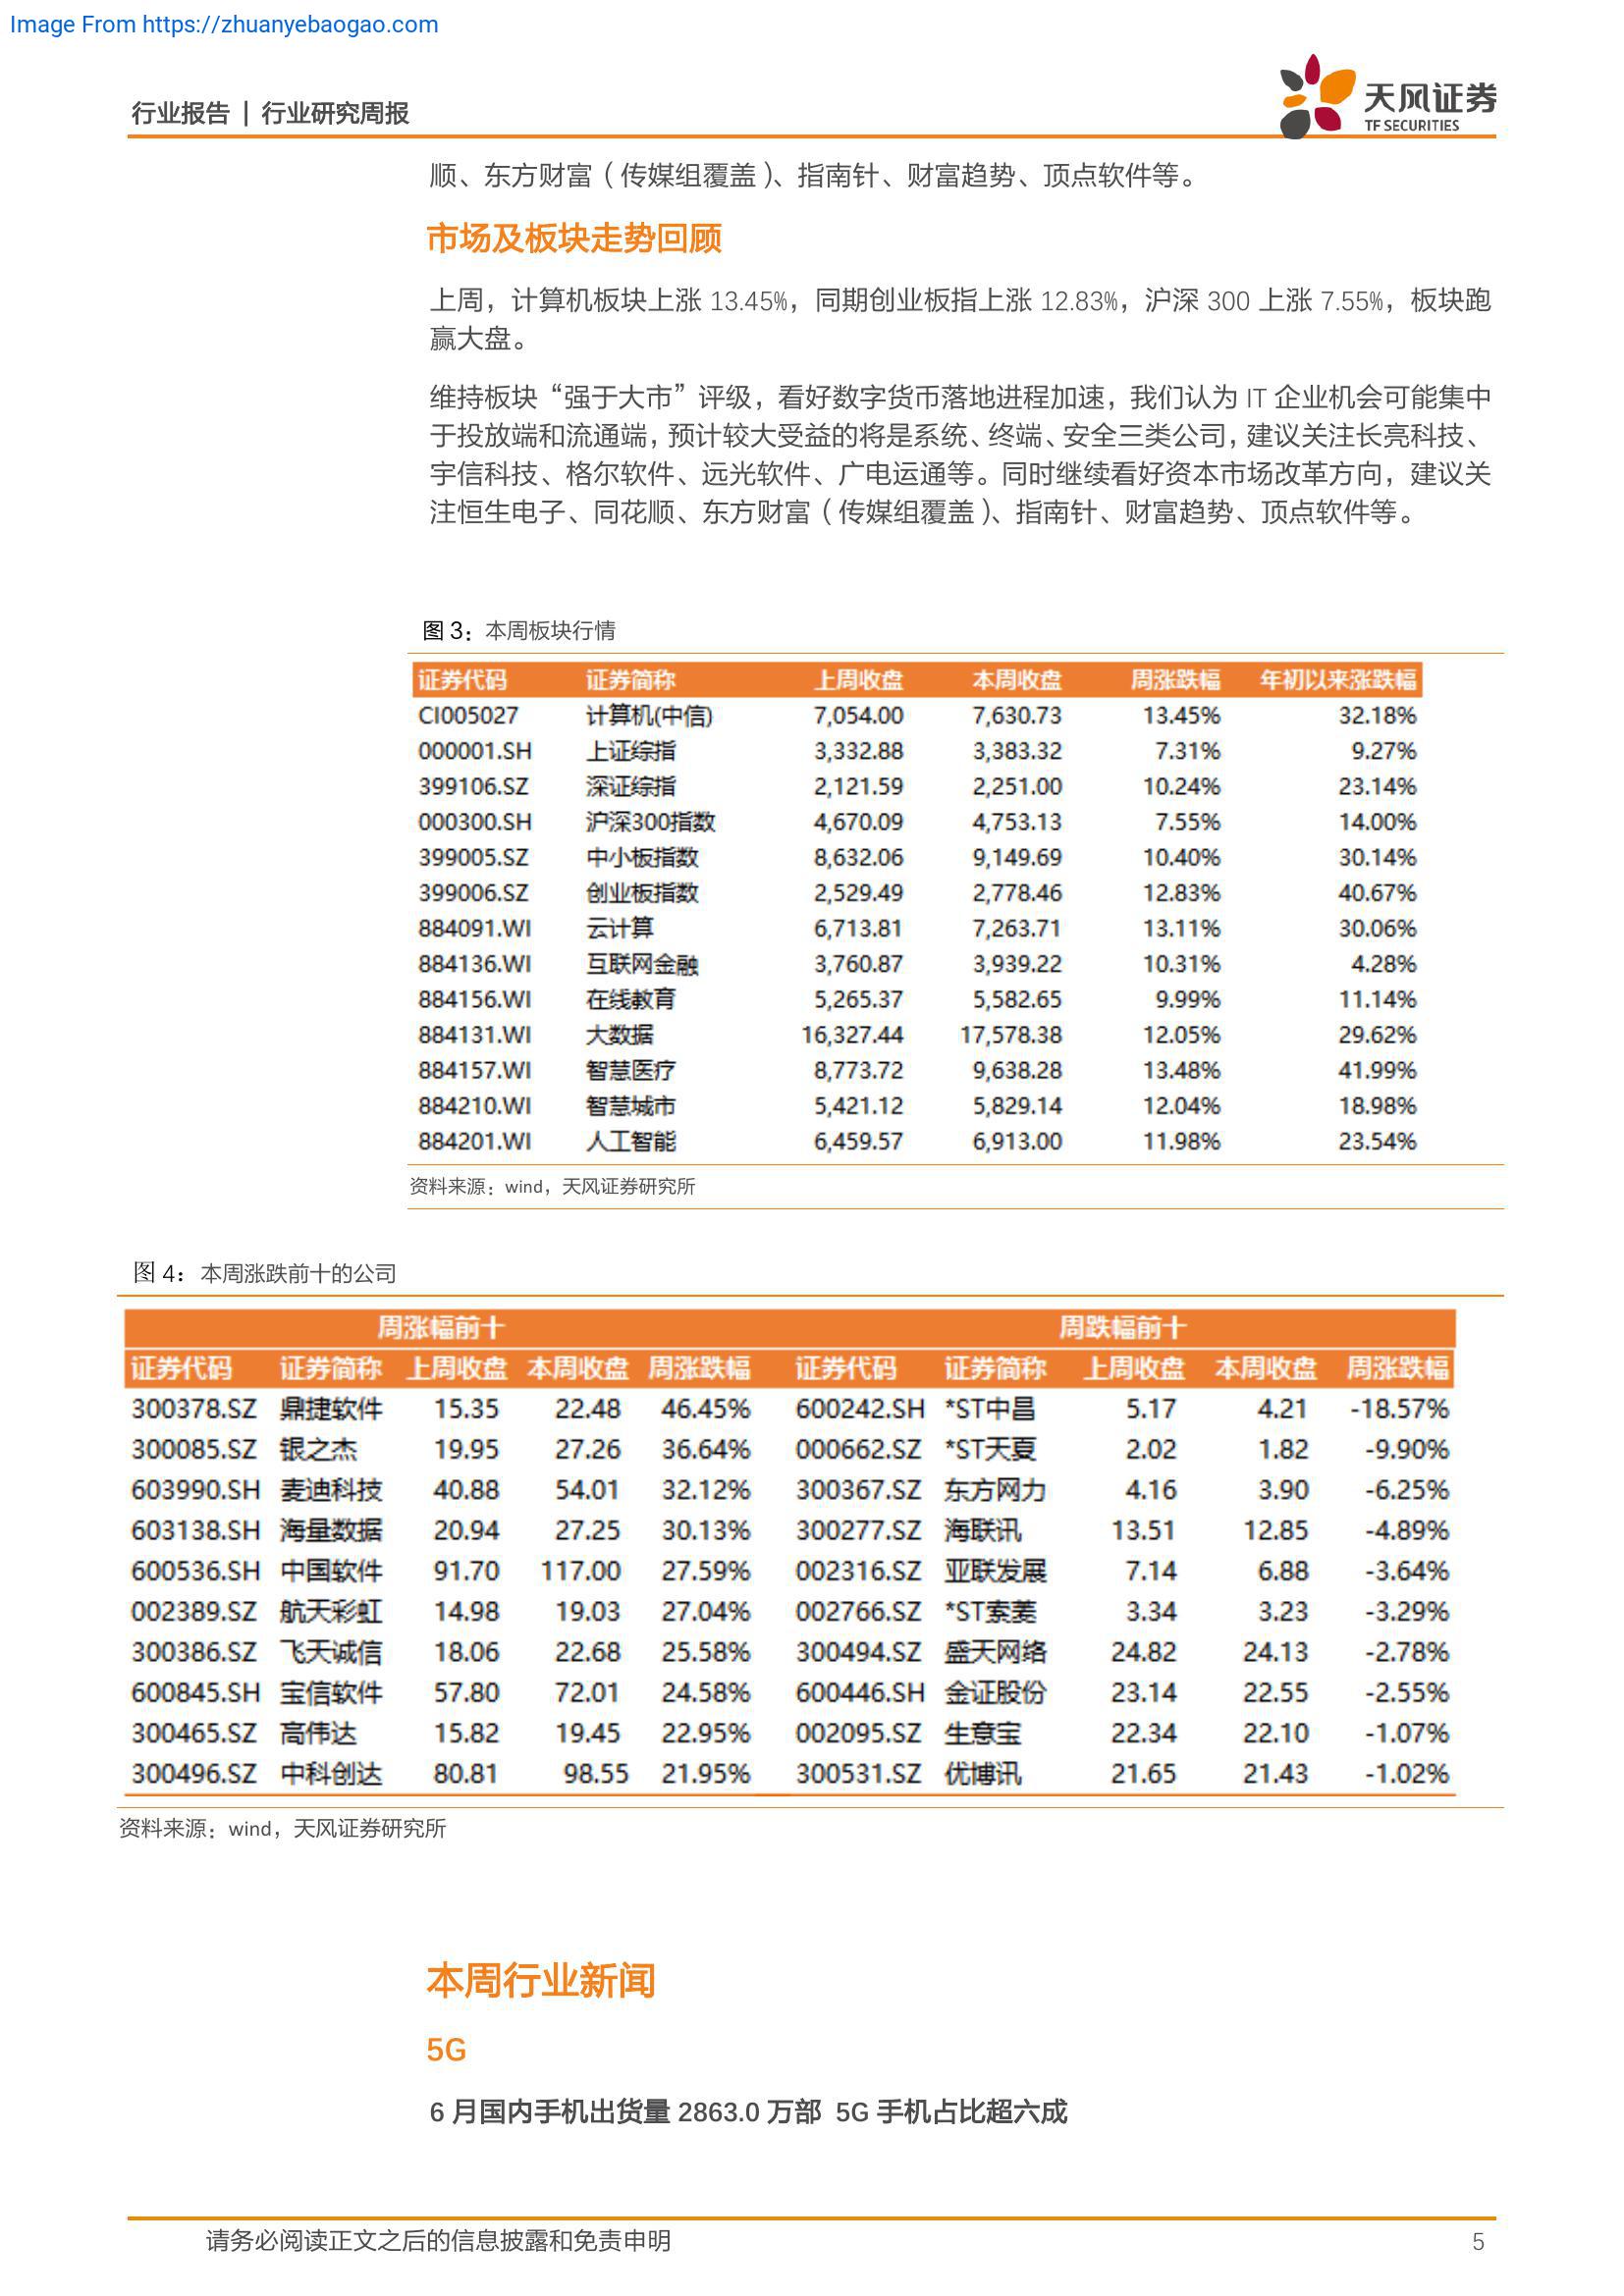 Image From https://zhuanyebaogao.com
行业报告 | 行业研究周报
天风证券
TF SECURITIES
顺、东方财富（传媒组覆盖）、指南针、财富趋势、顶点软件等。
市场及板块走势回顾
上周，计算机板块上涨 13.45%，同期创业板指上涨 12.83%，沪深 300 上涨 7.55%，板块跑
赢大盘。
维持板块“强于大市”评级，看好数字货币落地进程加速，我们认为 IT 企业机会可能集中
于投放端和流通端，预计较大受益的将是系统、终端、安全三类公司，建议关注长亮科技、
宇信科技、格尔软件、远光软件、广电运通等。同时继续看好资本市场改革方向，建议关
注恒生电子、同花顺、东方财富（传媒组覆盖）、指南针、财富趋势、顶点软件等。
图 3：本周板块行情
证券代码 证券简称 上周收盘 本周收盘 周涨跌幅 年初以来涨跌幅
CI005027 计算机(中信) 7,054.00 7,630.73 13.45% 32.18%
000001.SH 上证综指 3,332.88 3,383.32 7.31% 9.27%
399106.SZ 深证综指 2,121.59 2,251.00 10.24% 23.14%
000300.SH 沪深300指数 4,670.09 4,753.13 7.55% 14.00%
399005.SZ 中小板指数 8,632.06 9,149.69 10.40% 30.14%
399006.SZ 创业板指数 2,529.49 2,778.46 12.83% 40.67%
884091.WI 云计算 6,713.81 7,263.71 13.11% 30.06%
884136.WI 互联网金融 3,760.87 3,939.22 10.31% 4.28%
884156.WI 在线教育 5,265.37 5,582.65 9.99% 11.14%
884131.WI 大数据 16,327.44 17,578.38 12.05% 29.62%
884157.WI 智慧医疗 8,773.72 9,638.28 13.48% 41.99%
884210.WI 智慧城市 5,421.12 5,829.14 12.04% 18.98%
884201.WI 人工智能 6,459.57 6,913.00 11.98% 23.54%
资料来源：wind，天风证券研究所
图 4：本周涨跌前十的公司
周涨幅前十 周跌幅前十
证券代码 证券简称 上周收盘 本周收盘 周涨跌幅 证券代码 证券简称 上周收盘 本周收盘 周涨跌幅
300378.SZ 鼎捷软件 15.35 22.48 46.45% 600242.SH *ST中昌 5.17 4.21 -18.57%
300085.SZ 银之杰 19.95 27.26 36.64% 000662.SZ *ST天夏 2.02 1.82 -9.90%
603990.SH 麦迪科技 40.88 54.01 32.12% 300367.SZ 东方网力 4.16 3.90 -6.25%
603138.SH 海量数据 20.94 27.25 30.13% 300277.SZ 海联讯 13.51 12.85 -4.89%
600536.SH 中国软件 91.70 117.00 27.59% 002316.SZ 亚联发展 7.14 6.88 -3.64%
002389.SZ 航天彩虹 14.98 19.03 27.04% 002766.SZ *ST索菱 3.34 3.23 -3.29%
300386.SZ 飞天诚信 18.06 22.68 25.58% 300494.SZ 盛天网络 24.82 24.13 -2.78%
600845.SH 宝信软件 57.80 72.01 24.58% 600446.SH 金证股份 23.14 22.55 -2.55%
300465.SZ 高伟达 15.82 19.45 22.95% 002095.SZ 生意宝 22.34 22.10 -1.07%
300496.SZ 中科创达 80.81 98.55 21.95% 300531.SZ 优博讯 21.65 21.43 -1.02%
资料来源：wind，天风证券研究所
本周行业新闻
5G
6 月国内手机出货量 2863.0 万部 5G 手机占比超六成
请务必阅读正文之后的信息披露和免责申明 5